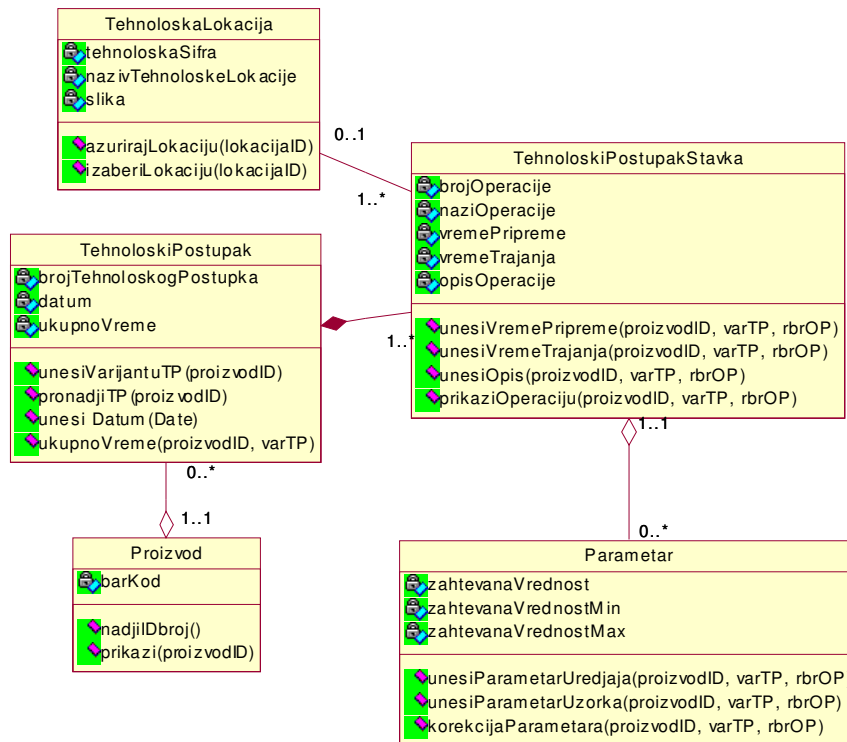 TehnoloskaLokacija
tehnoloskaSifra
nazivTehnoloskeLokacije
slika
azurirajLokaciju(lokacijaID)
izaberiLokaciju(lokacijaID)
0..1
1..*
TehnoloskiPostupakStavka
brojOperacije
naziOperacije
vremePripreme
vremeTrajanja
opisOperacije
unesiVremePripreme(proizvodID, varTP, rbrOP)
unesiVremeTrajanja(proizvodID, varTP, rbrOP)
unesiOpis(proizvodID, varTP, rbrOP)
prikaziOperaciju(proizvodID, varTP, rbrOP)
TehnoloskiPostupak
brojTehnoloskogPostupka
datum
ukupnoVreme
unesiVarijantuTP(proizvodID)
pronadjiTP(proizvodID)
unesi Datum(Date)
ukupnoVreme(proizvodID, varTP)
1..*
0..*
1..1
Proizvod
barKod
nadjiIDbroj()
prikazi(proizvodID)
1..1
0..*
Parametar
zahtevanaVrednost
zahtevanaVrednostMin
zahtevanaVrednostMax
unesiParametarUredjaja(proizvodID, varTP, rbrOP
unesiParametarUzorka(proizvodID, varTP, rbrOP)
korekcijaParametara(proizvodID, varTP, rbrOP)